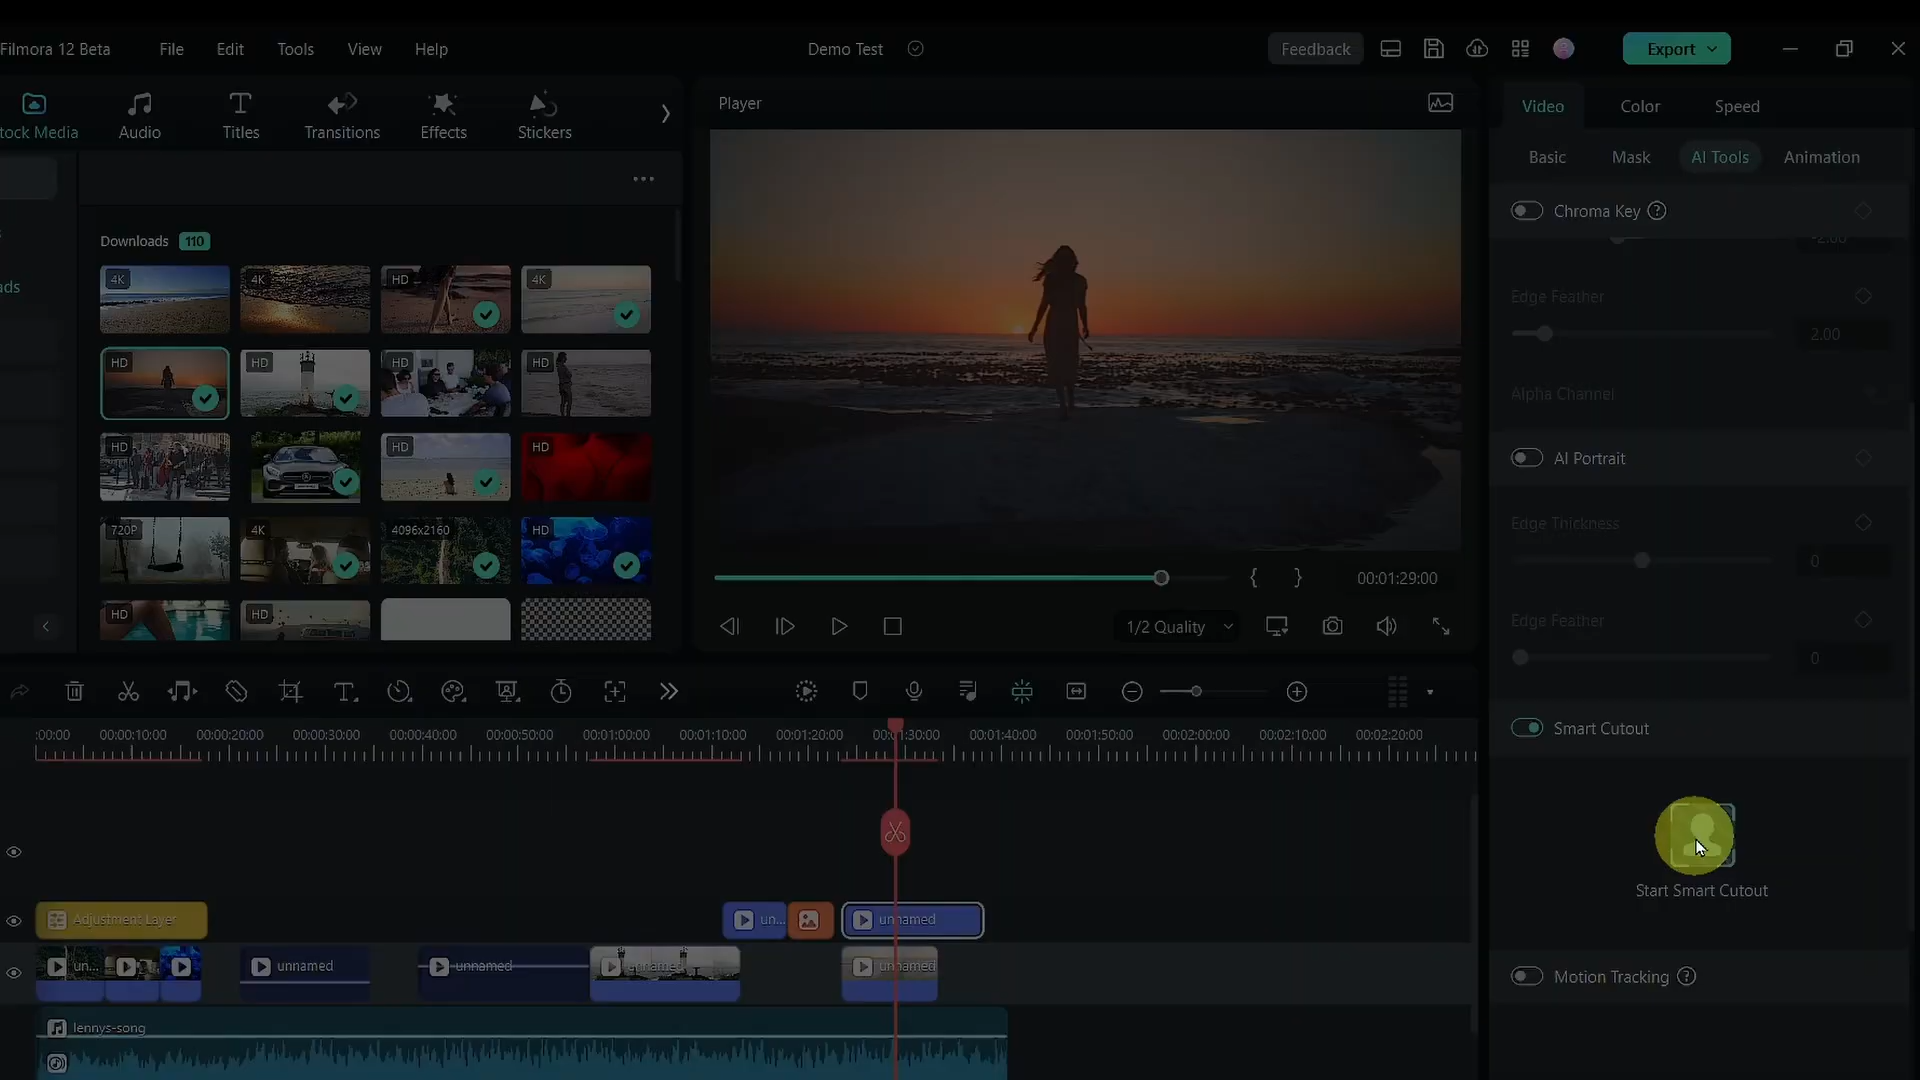 Filmora 12 Beta File Edit Tools View Help Demo Test Feedback Export
tock Media Audio Titles Transitions Effects Stickers
Player
Video Color Speed
Basic Mask AI Tools Animation
Downloads 110
4K 4K HD 4K
HD HD HD HD
HD HD HD
720P 4K 4096x2160 HD
HD HD
ads
{ } 00:01:29:00
1/2 Quality
Chroma Key ?
-2.00
Edge Feather
2.00
Alpha Channel
AI Portrait
Edge Thickness
0
Edge Feather
0
Smart Cutout
Start Smart Cutout
Motion Tracking ?
:00:00 00:00:10:00 00:00:20:00 00:00:30:00 00:00:40:00 00:00:50:00 00:01:00:00 00:01:10:00 00:01:20:00 00:01:30:00 00:01:40:00 00:01:50:00 00:02:00:00 00:02:10:00 00:02:20:00
Adjustment Layer un... unnamed
un... unnamed unnamed unnamed unnamed
lennys-song